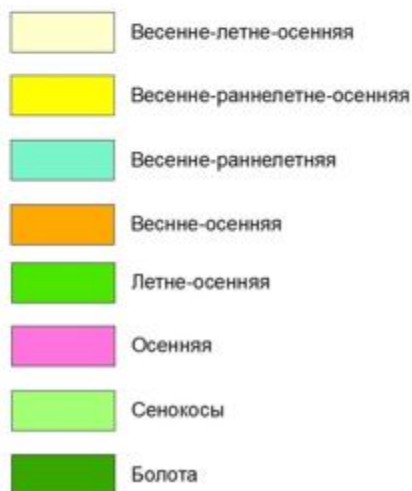 Весенне-летне-осенняя
Весенне-раннелетне-осенняя
Весенне-раннелетняя
Веснне-осенняя
Летне-осенняя
Осенняя
Сенокосы
Болота